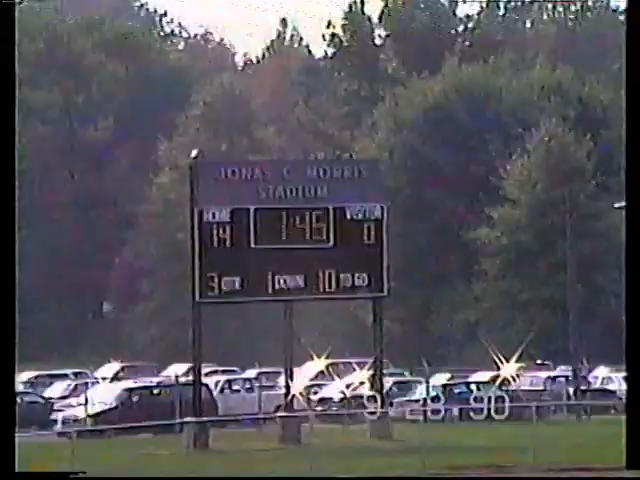 JONAS C MORRIS
STADIUM
HOME 1:46 VISITOR
14 0
3 QTR 1 DOWN 10 TO GO
9 28 90